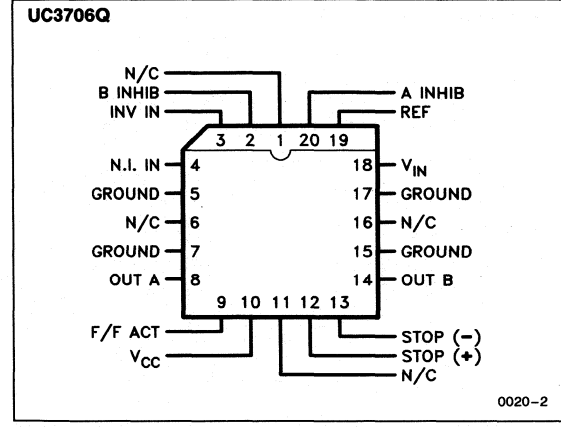 UC3706Q
N/C
B INHIB
INV IN
A INHIB
REF
3 2 1 20 19
N.I. IN 4
GROUND 5
N/C 6
GROUND 7
OUT A 8
18 VIN
17 GROUND
16 N/C
15 GROUND
14 OUT B
9 10 11 12 13
F/F ACT
VCC
STOP (−)
STOP (+)
N/C
0020–2